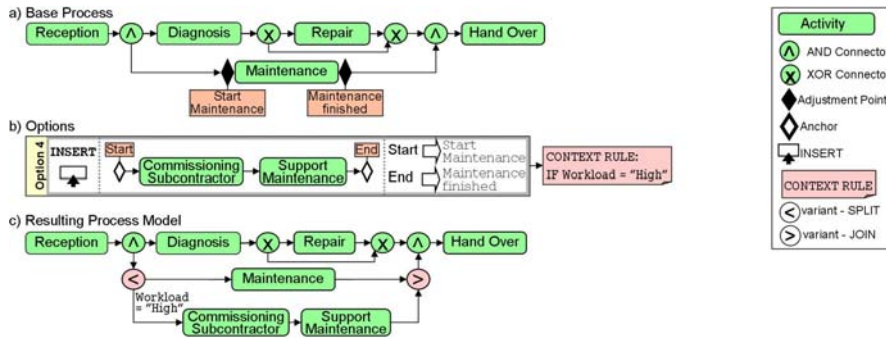 a) Base Process
Reception
Diagnosis
Repair
Hand Over
Maintenance
Start
Maintenance
Maintenance
finished
b) Options
Option 4
INSERT
Start
Commissioning
Subcontractor
Support
Maintenance
End
Start
Start
Maintenance
End
Maintenance
finished
CONTEXT RULE:
IF Workload = "High"
c) Resulting Process Model
Reception
Diagnosis
Repair
Hand Over
Maintenance
Workload
= "High"
Commissioning
Subcontractor
Support
Maintenance
Activity
AND Connecto
XOR Connecto
Adjustment Point
Anchor
INSERT
CONTEXT RULE
variant - SPLIT
variant - JOIN